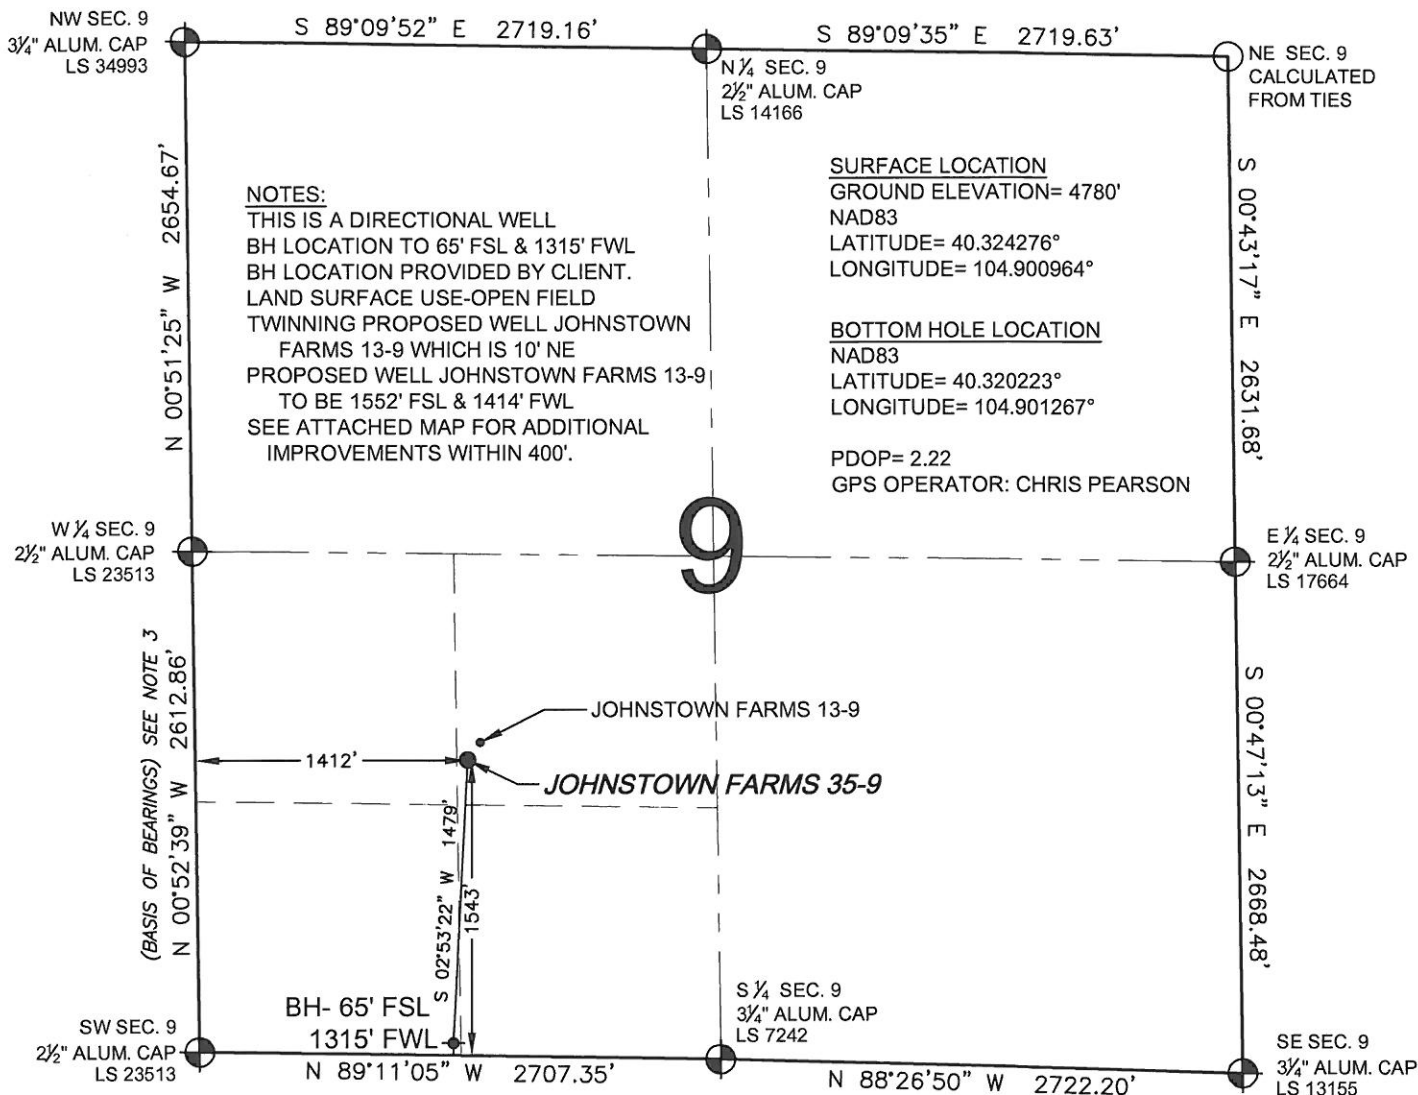 NW SEC. 9
3¼" ALUM. CAP
LS 34993
S 89°09'52" E 2719.16'
N ¼ SEC. 9
2½" ALUM. CAP
LS 14166
S 89°09'35" E 2719.63'
NE SEC. 9
CALCULATED
FROM TIES
N 00°51'25" W 2654.67'
NOTES:
THIS IS A DIRECTIONAL WELL
BH LOCATION TO 65' FSL & 1315' FWL
BH LOCATION PROVIDED BY CLIENT.
LAND SURFACE USE-OPEN FIELD
TWINNING PROPOSED WELL JOHNSTOWN
FARMS 13-9 WHICH IS 10' NE
PROPOSED WELL JOHNSTOWN FARMS 13-9
TO BE 1552' FSL & 1414' FWL
SEE ATTACHED MAP FOR ADDITIONAL
IMPROVEMENTS WITHIN 400'.
SURFACE LOCATION
GROUND ELEVATION= 4780'
NAD83
LATITUDE= 40.324276°
LONGITUDE= 104.900964°
BOTTOM HOLE LOCATION
NAD83
LATITUDE= 40.320223°
LONGITUDE= 104.901267°
PDOP= 2.22
GPS OPERATOR: CHRIS PEARSON
S 00°43'17" E 2631.68'
9
W ¼ SEC. 9
2½" ALUM. CAP
LS 23513
E ¼ SEC. 9
2½" ALUM. CAP
LS 17664
(BASIS OF BEARINGS) SEE NOTE 3
N 00°52'39" W 2612.86'
JOHNSTOWN FARMS 13-9
1412'
JOHNSTOWN FARMS 35-9
S 02°53'22" W 1479'
1543'
S 00°47'13" E 2668.48'
BH- 65' FSL
1315' FWL
SW SEC. 9
2½" ALUM. CAP
LS 23513
N 89°11'05" W 2707.35'
S ¼ SEC. 9
3¼" ALUM. CAP
LS 7242
N 88°26'50" W 2722.20'
SE SEC. 9
3¼" ALUM. CAP
LS 13155